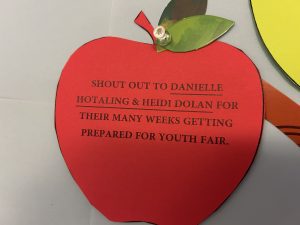 SHOUT OUT TO DANIELLE
HOTALING & HEIDI DOLAN FOR
THEIR MANY WEEKS GETTING
PREPARED FOR YOUTH FAIR.